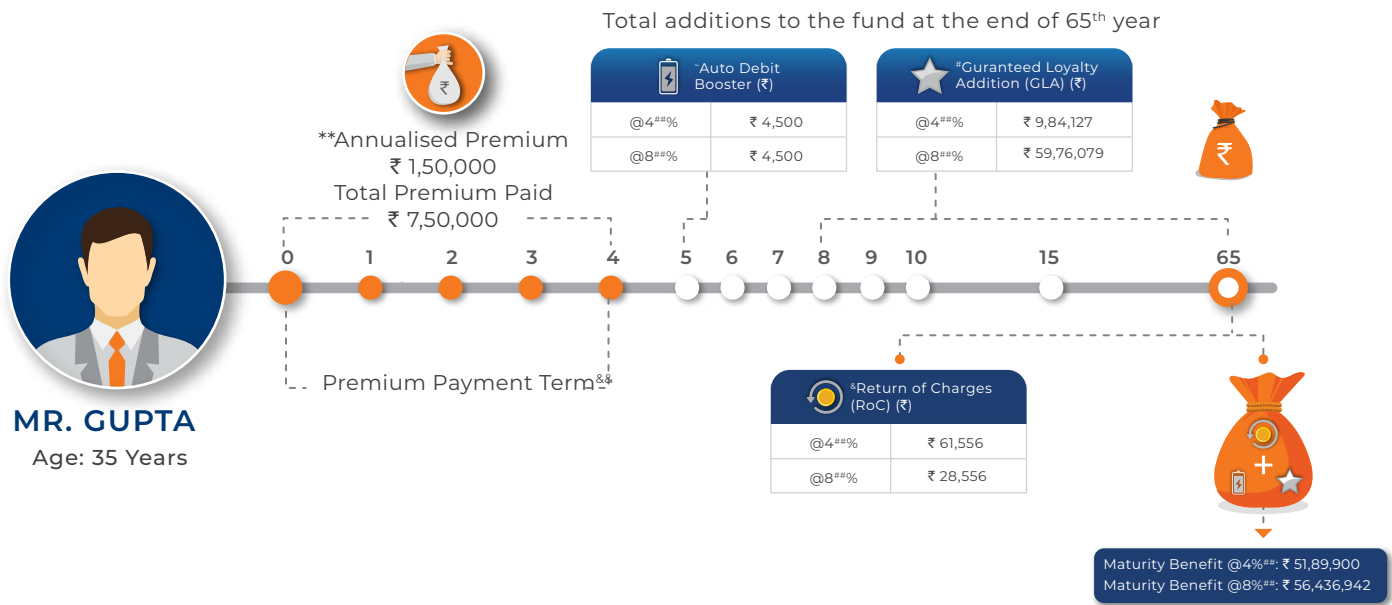 Total additions to the fund at the end of 65th year
~Auto Debit
Booster (₹)
@4##% ₹ 4,500
@8##% ₹ 4,500
#Guranteed Loyalty
Addition (GLA) (₹)
@4##% ₹ 9,84,127
@8##% ₹ 59,76,079
₹
**Annualised Premium
₹ 1,50,000
Total Premium Paid
₹ 7,50,000
₹
0 1 2 3 4 5 6 7 8 9 10 15 65
Premium Payment Term&&
MR. GUPTA
Age: 35 Years
&Return of Charges
(RoC) (₹)
@4##% ₹ 61,556
@8##% ₹ 28,556
+
Maturity Benefit @4%##: ₹ 51,89,900
Maturity Benefit @8%##: ₹ 56,436,942